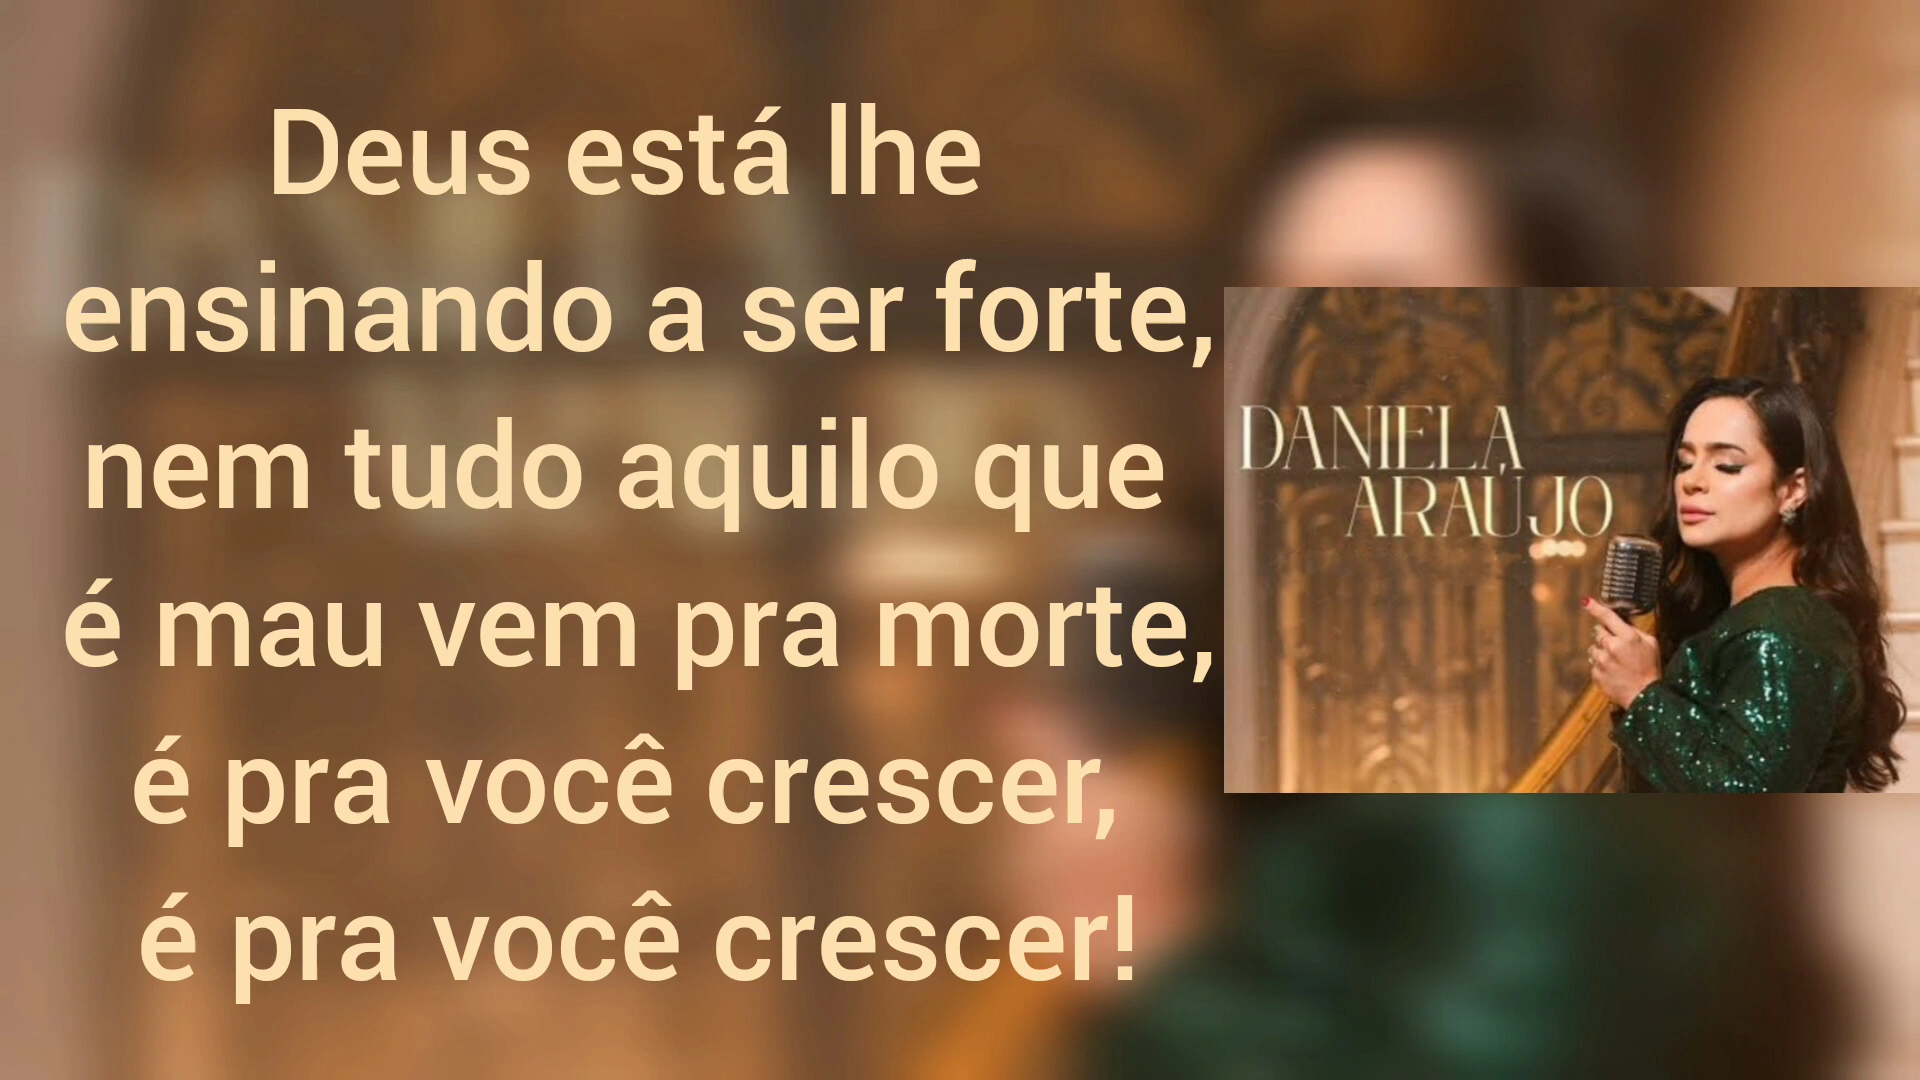 Deus está lhe
ensinando a ser forte,
nem tudo aquilo que
é mau vem pra morte,
é pra você crescer,
é pra você crescer!
DANIELA
ARAÚJO